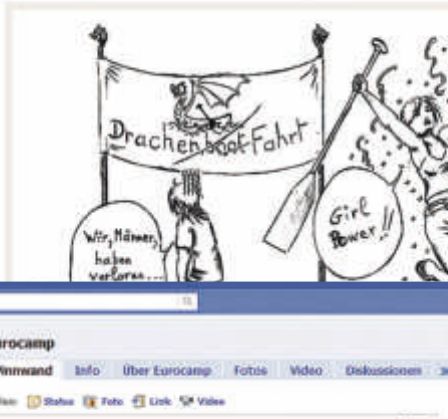 Drachenboot-Fahrt
Girl
Power!!
Wir, Männer,
haben
verloren...
urocamp
innwand Info Über Eurocamp Fotos Video Diskussionen
Status Foto Link Video